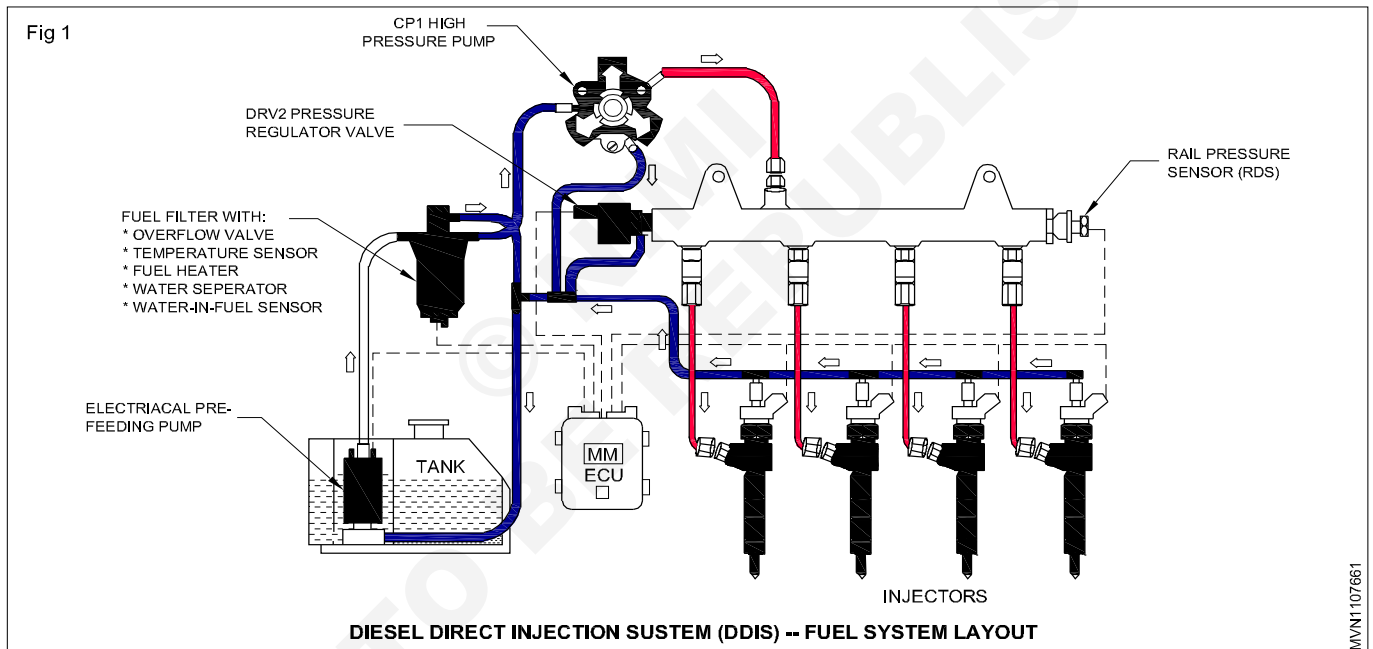 Fig 1
CP1 HIGH
PRESSURE PUMP
DRV2 PRESSURE
REGULATOR VALVE
RAIL PRESSURE
SENSOR (RDS)
FUEL FILTER WITH:
* OVERFLOW VALVE
* TEMPERATURE SENSOR
* FUEL HEATER
* WATER SEPERATOR
* WATER-IN-FUEL SENSOR
ELECTRIACAL PRE-
FEEDING PUMP
TANK
MM
ECU
INJECTORS
DIESEL DIRECT INJECTION SUSTEM (DDIS) -- FUEL SYSTEM LAYOUT
MVN1107661